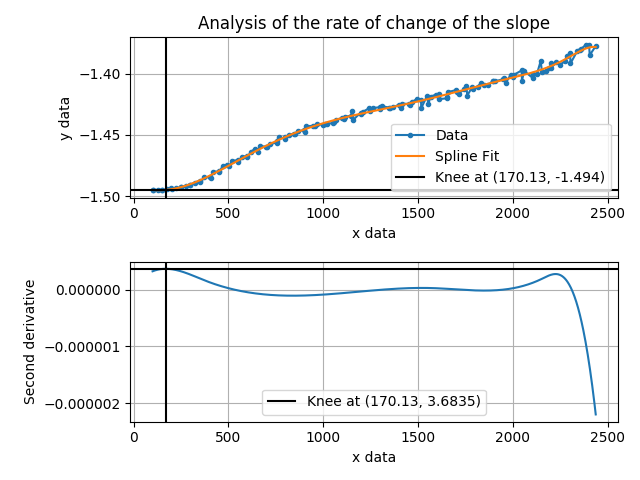 Analysis of the rate of change of the slope
y data
−1.40
−1.45
−1.50
Data
Spline Fit
Knee at (170.13, -1.494)
0 500 1000 1500 2000 2500
x data
Second derivative
0.000000
−0.000001
−0.000002
Knee at (170.13, 3.6835)
0 500 1000 1500 2000 2500
x data